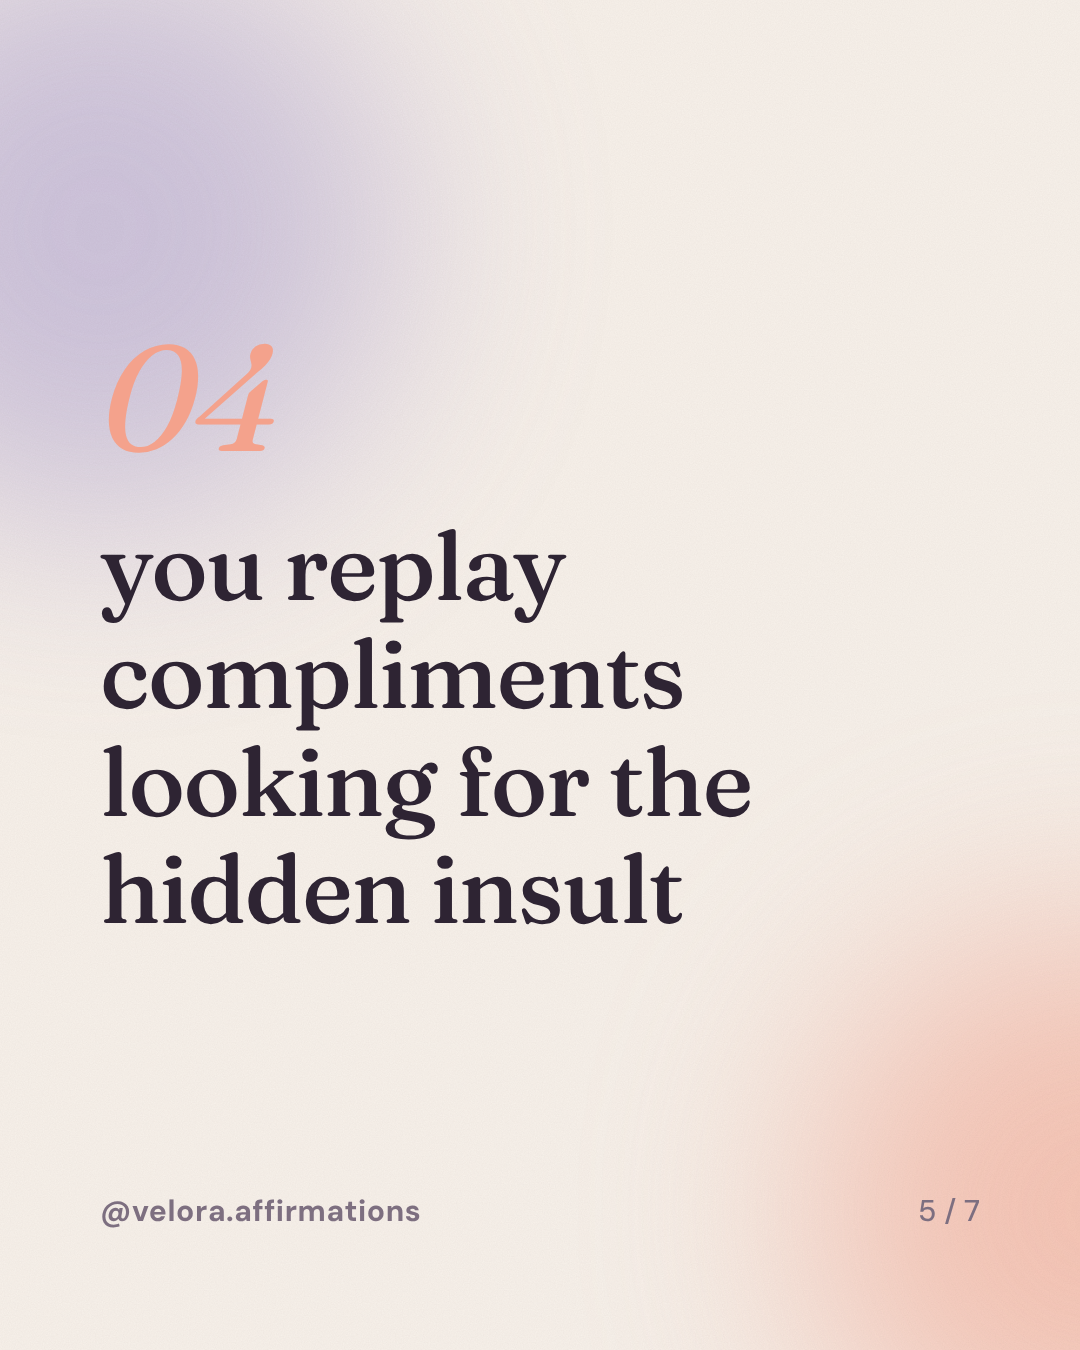 04
you replay
compliments
looking for the
hidden insult
@velora.affirmations
5 / 7